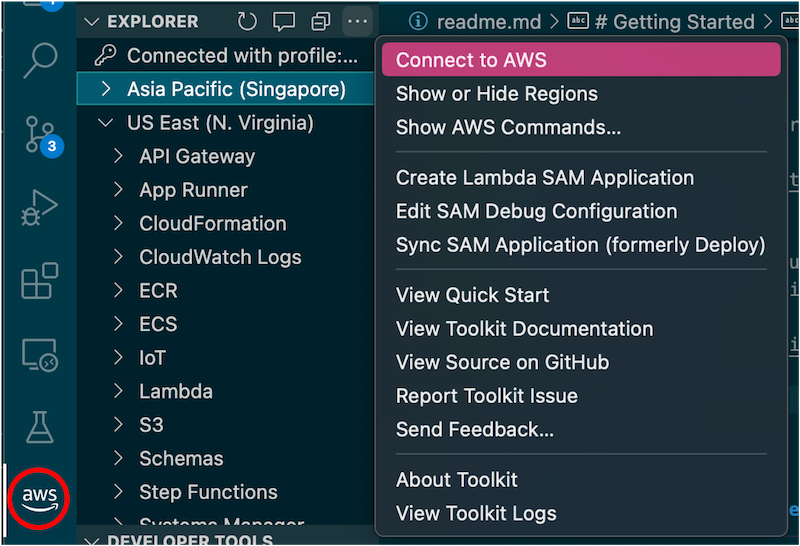 EXPLORER
Connected with profile:...
Asia Pacific (Singapore)
US East (N. Virginia)
API Gateway
App Runner
CloudFormation
CloudWatch Logs
ECR
ECS
IoT
Lambda
S3
Schemas
Step Functions
Systems Manager
DEVELOPER TOOLS
3
aws
readme.md > abc # Getting Started > abc
Connect to AWS
Show or Hide Regions
Show AWS Commands...
Create Lambda SAM Application
Edit SAM Debug Configuration
Sync SAM Application (formerly Deploy)
View Quick Start
View Toolkit Documentation
View Source on GitHub
Report Toolkit Issue
Send Feedback...
About Toolkit
View Toolkit Logs